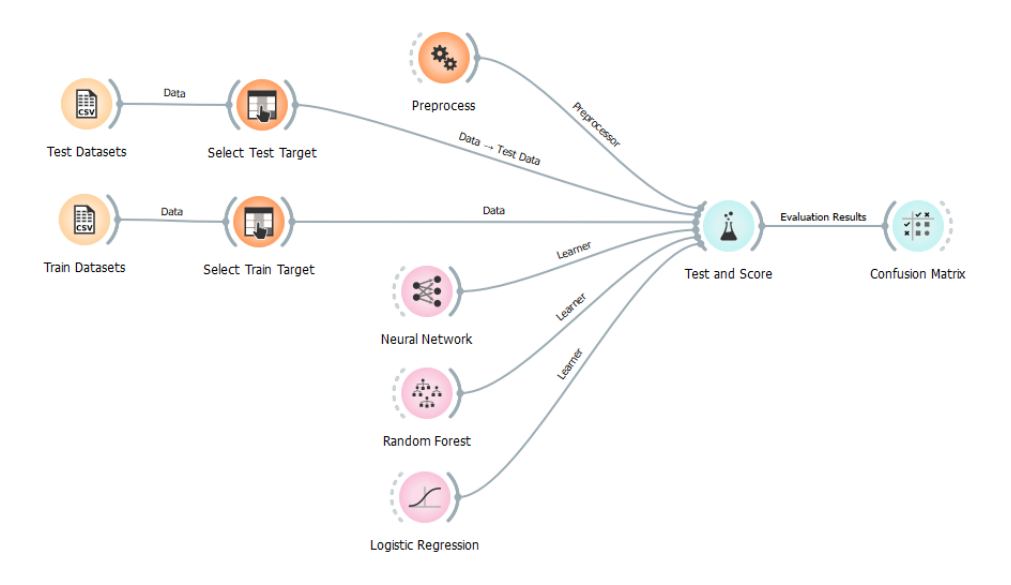 Preprocess
Preprocessor
CSV
Data
Test Datasets
Select Test Target
Data → Test Data
CSV
Data
Train Datasets
Select Train Target
Data
Test and Score
Evaluation Results
Confusion Matrix
Learner
Neural Network
Learner
Random Forest
Learner
Logistic Regression